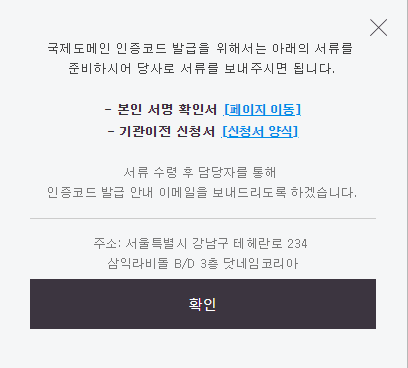 국제도메인 인증코드 발급을 위해서는 아래의 서류를
준비하시어 당사로 서류를 보내주시면 됩니다.
- 본인 서명 확인서 [페이지 이동]
- 기관이전 신청서 [신청서 양식]
서류 수령 후 담당자를 통해
인증코드 발급 안내 이메일을 보내드리도록 하겠습니다.
주소: 서울특별시 강남구 테헤란로 234
삼익라비돌 B/D 3층 닷네임코리아
확인